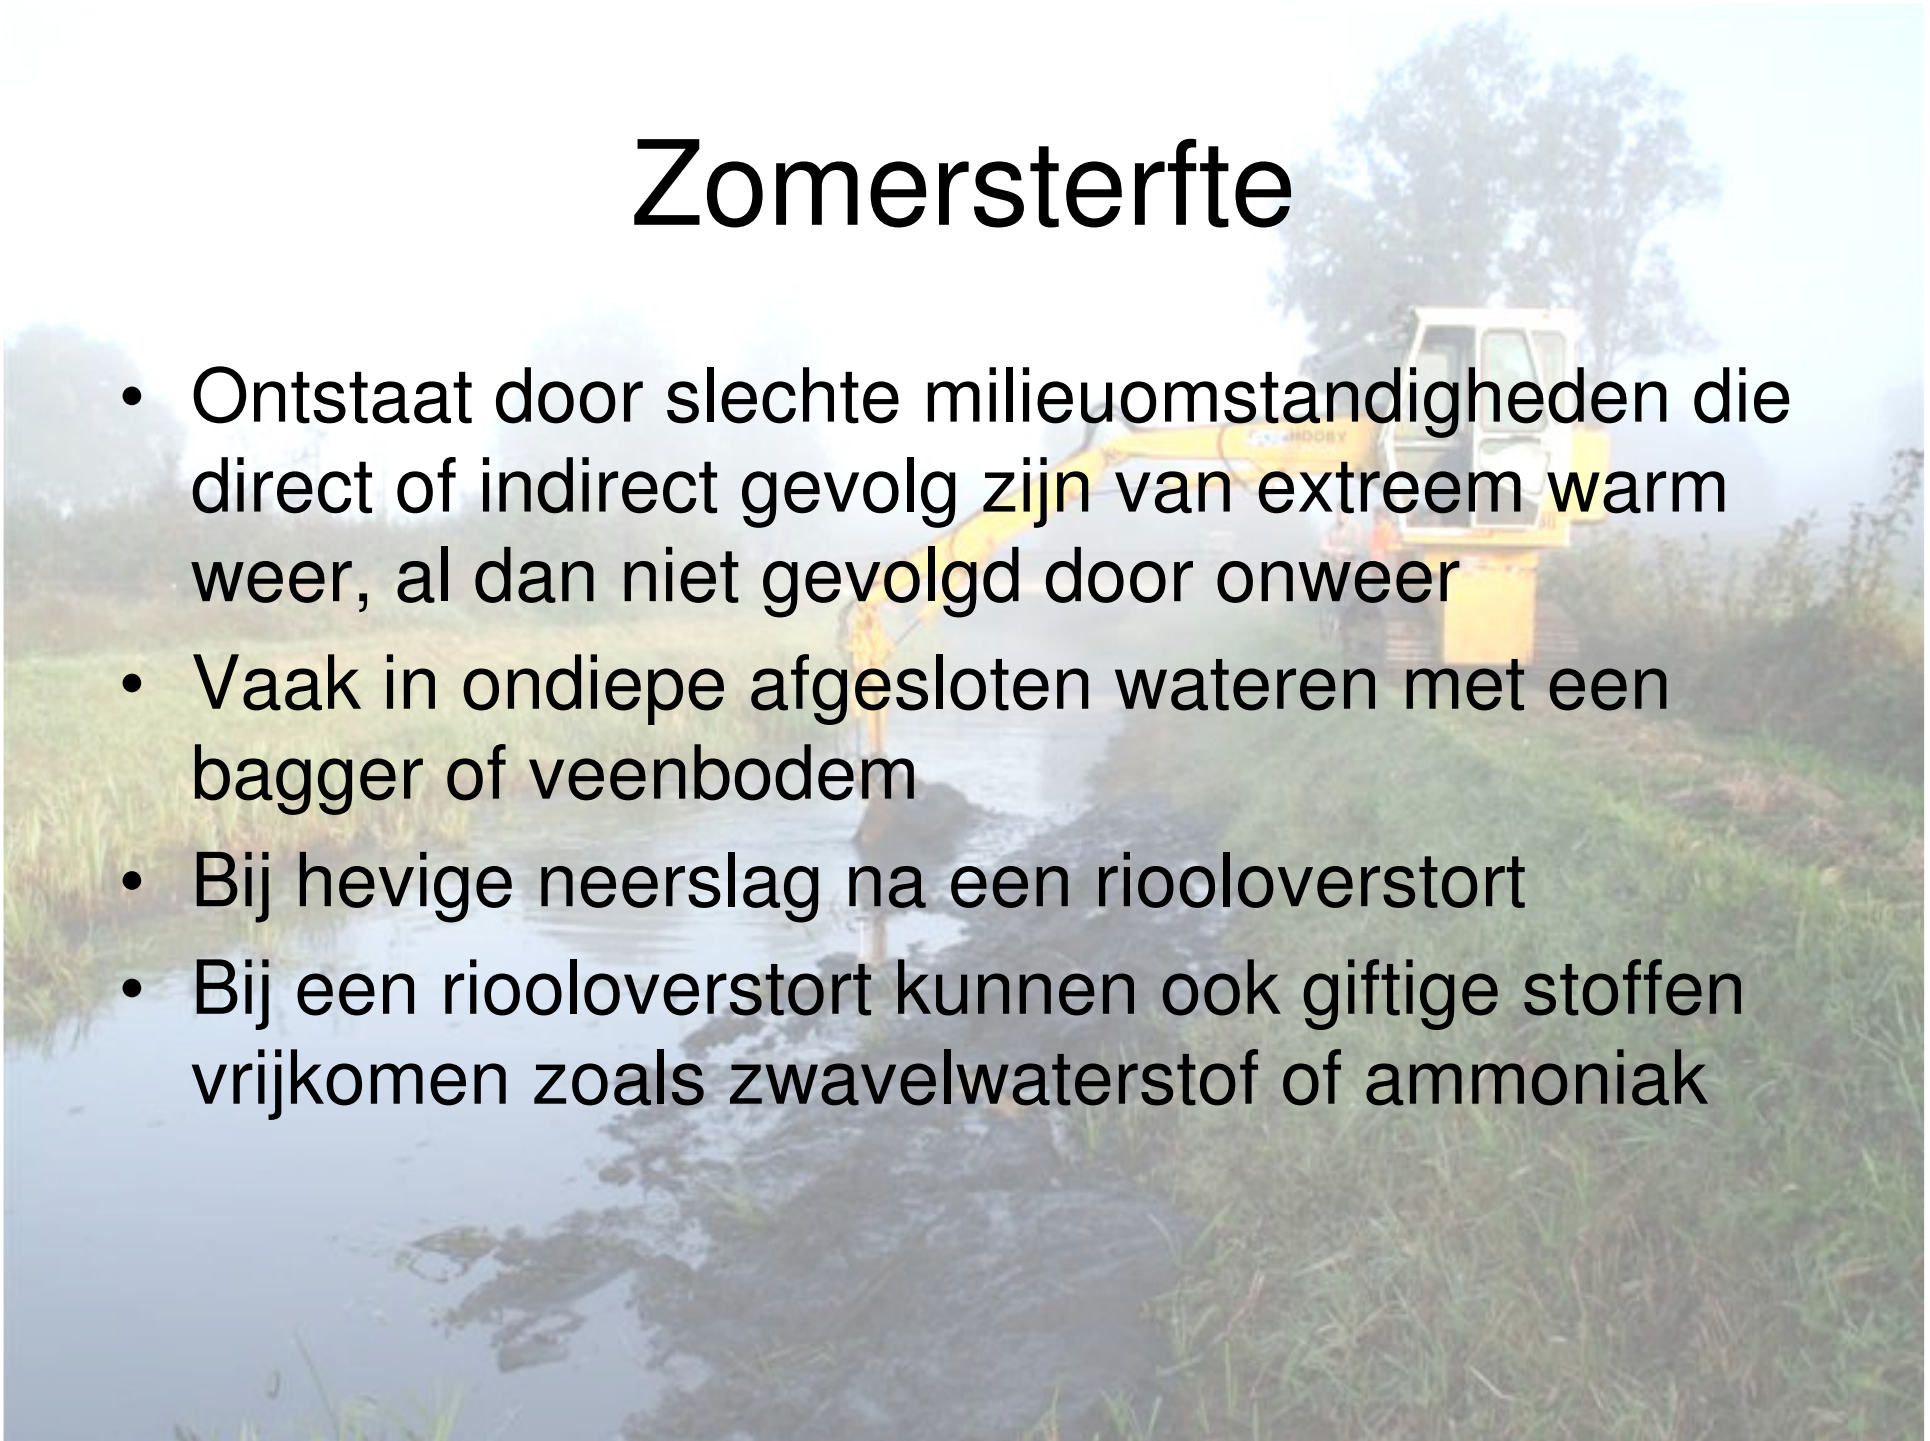 Zomersterfte
• Ontstaat door slechte milieuomstandigheden die
direct of indirect gevolg zijn van extreem warm
weer, al dan niet gevolgd door onweer
• Vaak in ondiepe afgesloten wateren met een
bagger of veenbodem
• Bij hevige neerslag na een riooloverstort
• Bij een riooloverstort kunnen ook giftige stoffen
vrijkomen zoals zwavelwaterstof of ammoniak